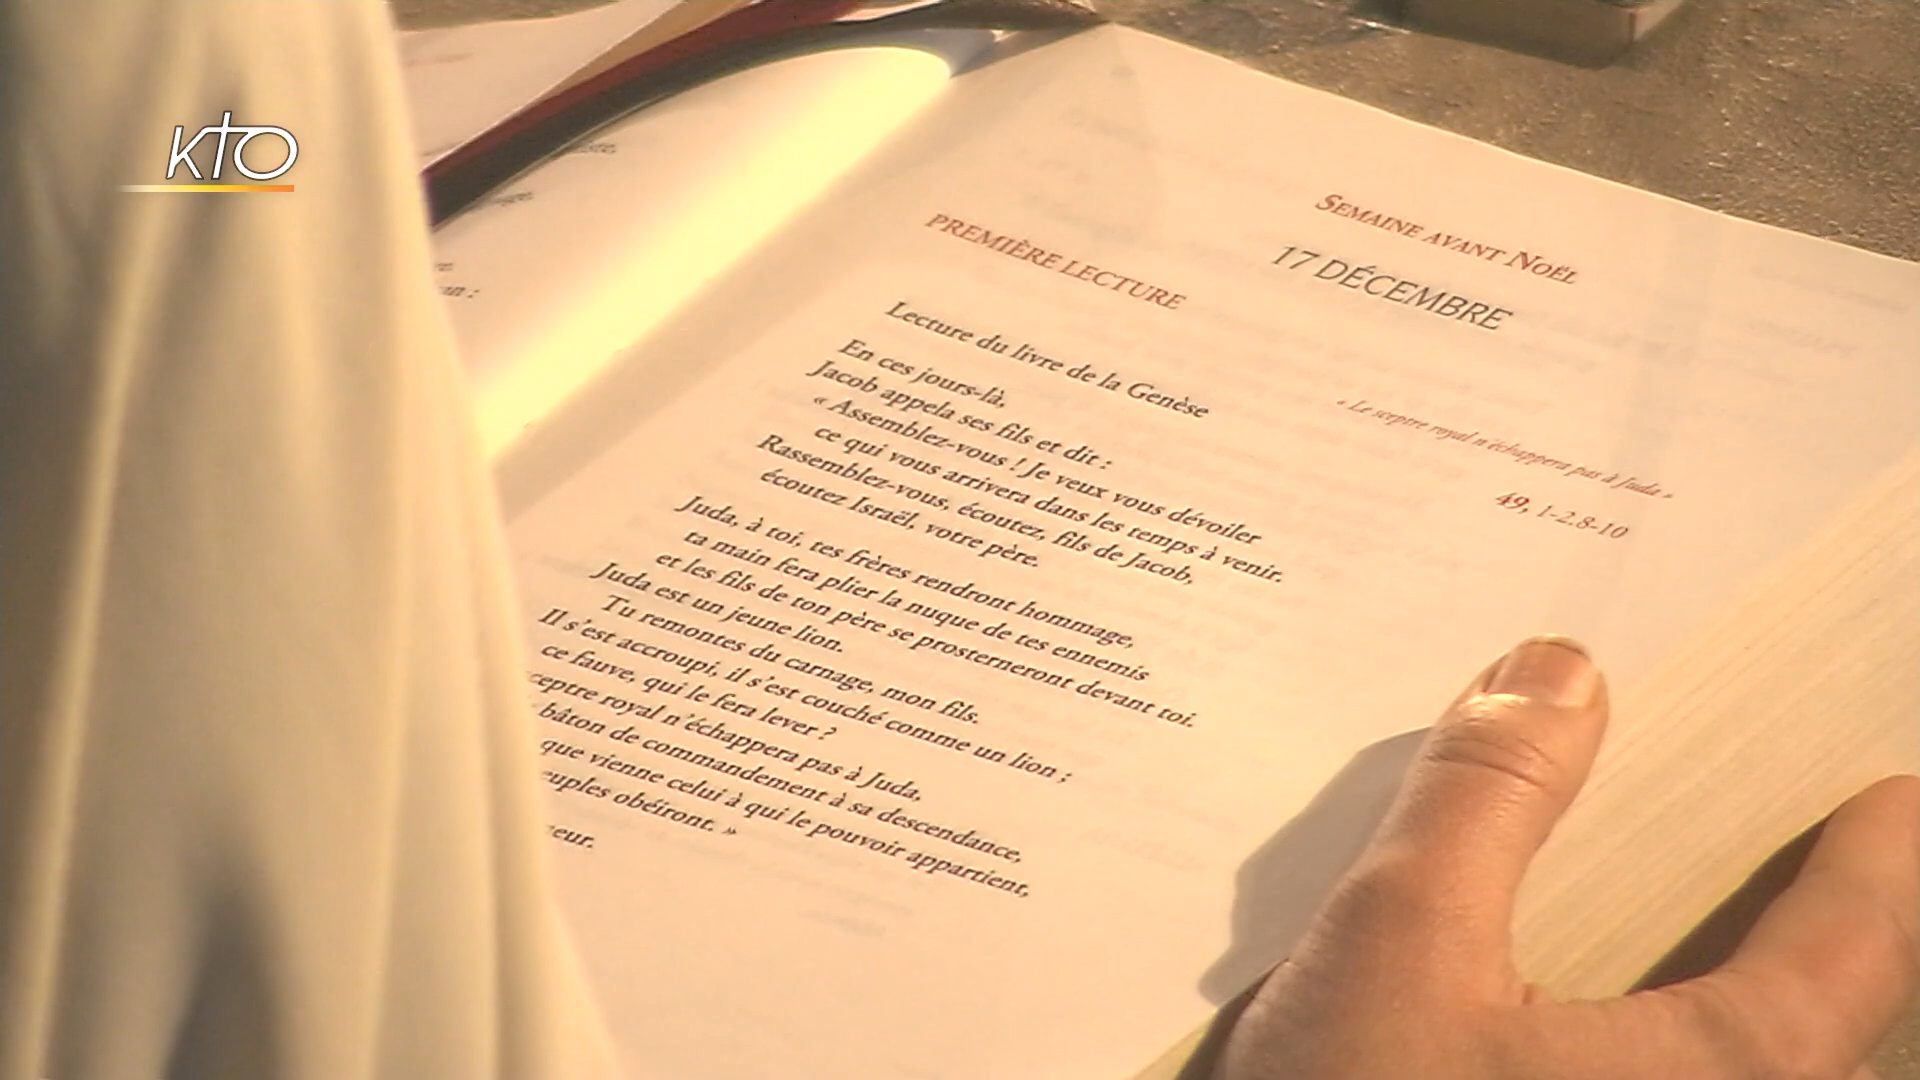 KTO
iste,
SEMAINE AVANT NOËL
17 DÉCEMBRE
PREMIÈRE LECTURE
« Le sceptre royal n'échappera pas à Juda »
Lecture du livre de la Genèse
49, 1-2.8-10
En ces jours-là,
Jacob appela ses fils et dit :
« Assemblez-vous ! Je veux vous dévoiler
ce qui vous arrivera dans les temps à venir.
Rassemblez-vous, écoutez, fils de Jacob,
écoutez Israël, votre père.
Juda, à toi, tes frères rendront hommage,
ta main fera plier la nuque de tes ennemis
et les fils de ton père se prosterneront devant toi.
Juda est un jeune lion.
Tu remontes du carnage, mon fils.
Il s'est accroupi, il s'est couché comme un lion ;
ce fauve, qui le fera lever ?
ceptre royal n'échappera pas à Juda,
bâton de commandement à sa descendance,
que vienne celui à qui le pouvoir appartient,
euples obéiront. »
eur.